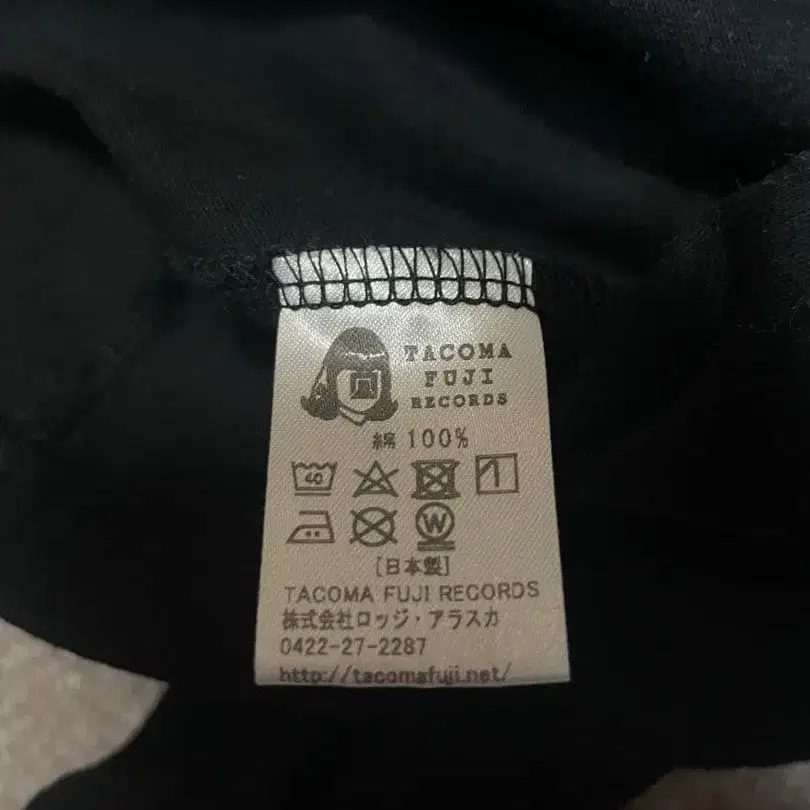 TACOMA
FUJI
RECORDS
綿 100%
40
W
[日本製]
TACOMA FUJI RECORDS
株式会社ロッジ・アラスカ
0422-27-2287
http://tacomafuji.net/